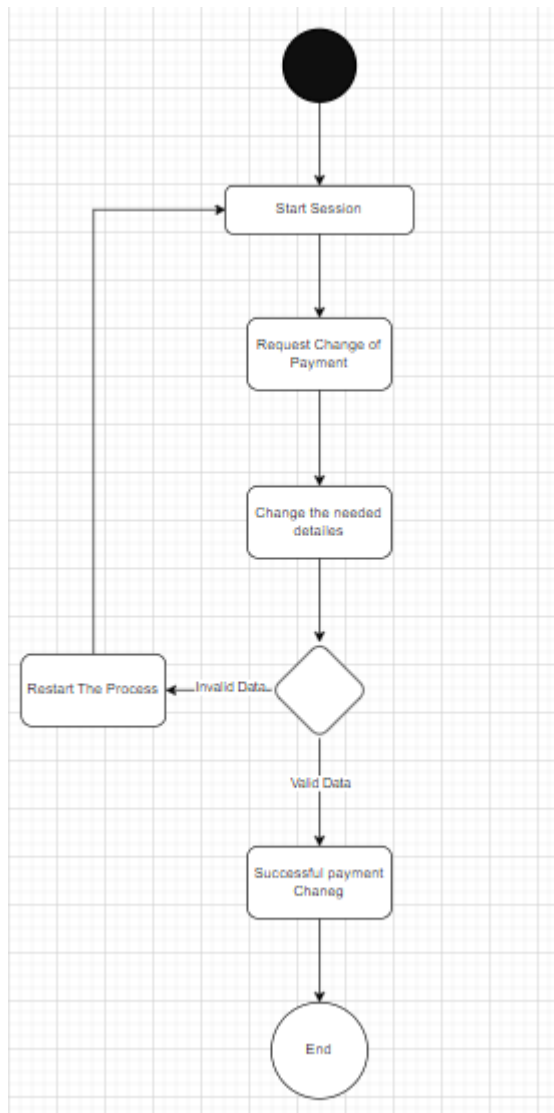 Start Session
Request Change of
Payment
Change the needed
detailes
Restart The Process
Invalid Data
Valid Data
Successful payment
Chaneg
End